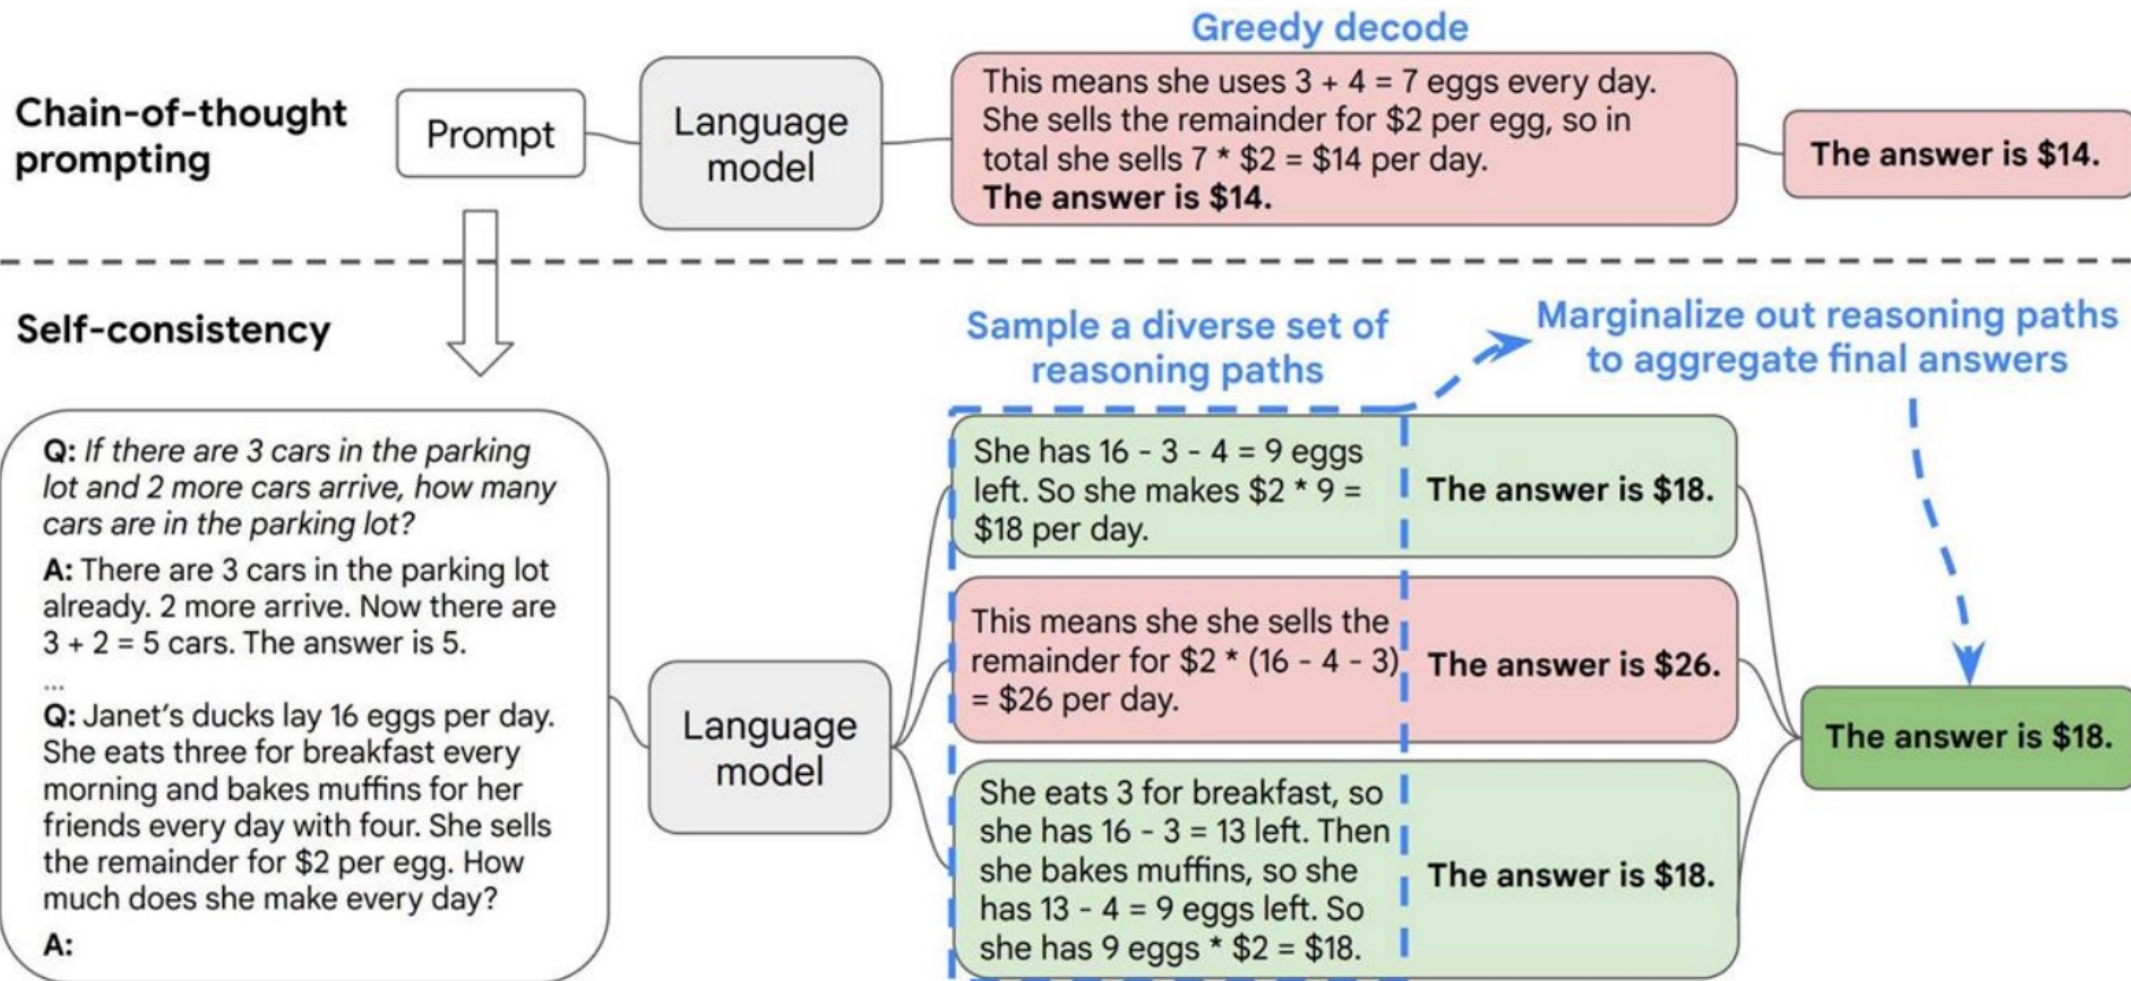 Greedy decode
Chain-of-thought
prompting
Prompt
Language
model
This means she uses 3 + 4 = 7 eggs every day.
She sells the remainder for $2 per egg, so in
total she sells 7 * $2 = $14 per day.
The answer is $14.
The answer is $14.
Self-consistency
Sample a diverse set of
reasoning paths
Marginalize out reasoning paths
to aggregate final answers
Q: If there are 3 cars in the parking
lot and 2 more cars arrive, how many
cars are in the parking lot?
A: There are 3 cars in the parking lot
already. 2 more arrive. Now there are
3 + 2 = 5 cars. The answer is 5.
...
Q: Janet's ducks lay 16 eggs per day.
She eats three for breakfast every
morning and bakes muffins for her
friends every day with four. She sells
the remainder for $2 per egg. How
much does she make every day?
A:
Language
model
She has 16 - 3 - 4 = 9 eggs
left. So she makes $2 * 9 =
$18 per day.
The answer is $18.
This means she she sells the
remainder for $2 * (16 - 4 - 3)
= $26 per day.
The answer is $26.
She eats 3 for breakfast, so
she has 16 - 3 = 13 left. Then
she bakes muffins, so she
has 13 - 4 = 9 eggs left. So
she has 9 eggs * $2 = $18.
The answer is $18.
The answer is $18.